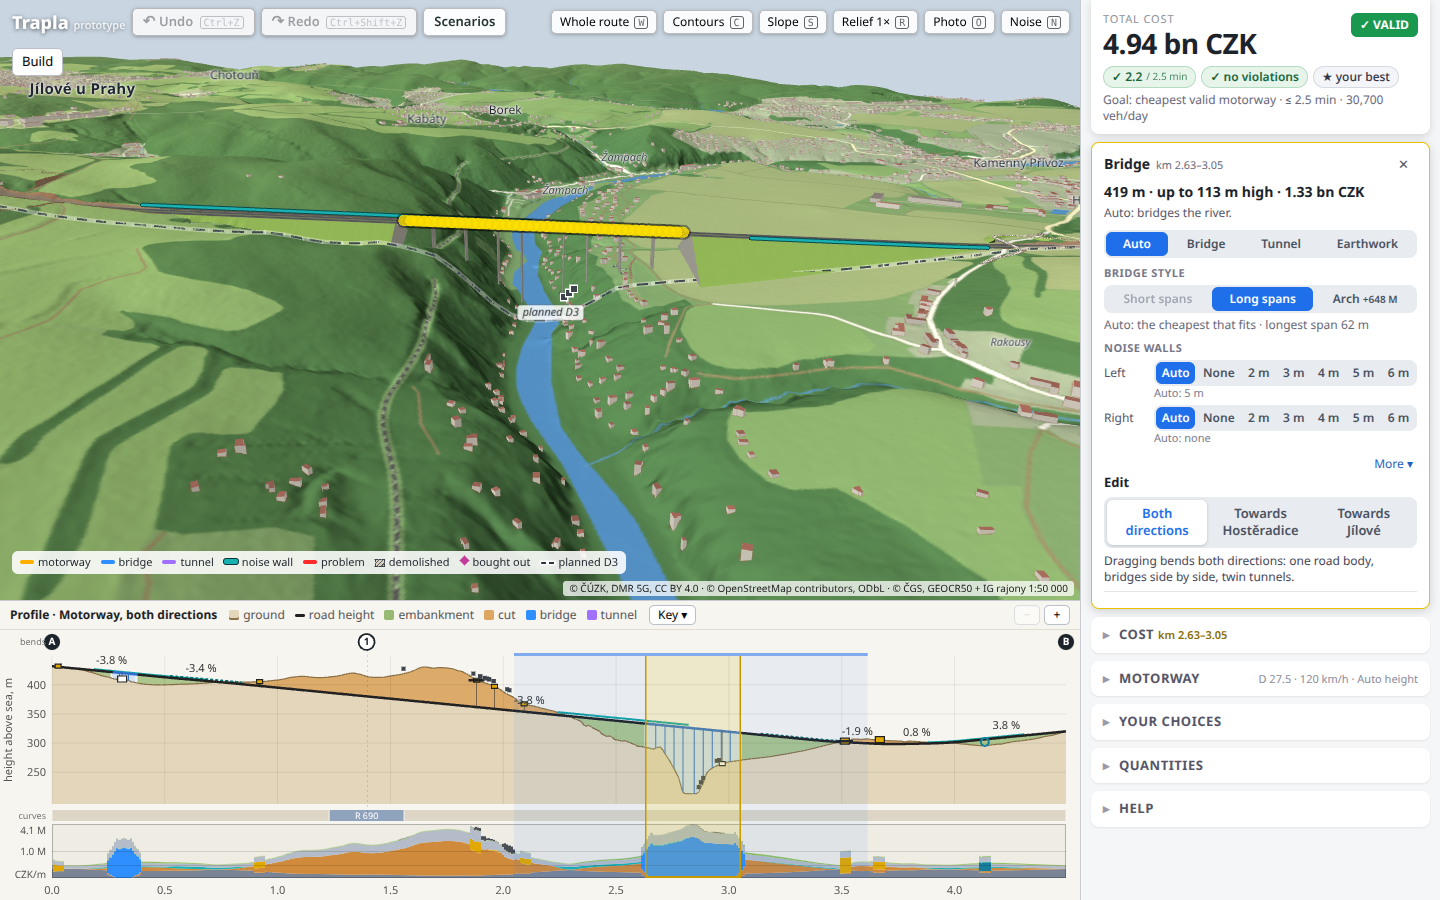 Trapla prototype
↶ Undo Ctrl+Z
↷ Redo Ctrl+Shift+Z
Scenarios
Whole route W
Contours C
Slope S
Relief 1× R
Photo O
Noise N
Build
Jílové u Prahy
Chotouň
Kabáty
Borek
Žampach
Žampach
Kamenný Přívoz
planned D3
Rakousy
motorway
bridge
tunnel
noise wall
problem
demolished
bought out
planned D3
© ČÚZK, DMR 5G, CC BY 4.0 · © OpenStreetMap contributors, ODbL · © ČGS, GEOCR50 + IG rajony 1:50 000
Profile · Motorway, both directions
ground
road height
embankment
cut
bridge
tunnel
Key ▾
−
+
bends
A
1
B
-3.8 %
-3.4 %
-3.8 %
-1.9 %
0.8 %
3.8 %
height above sea, m
400
350
300
250
curves
R 690
4.1 M
1.0 M
CZK/m
0.0
0.5
1.0
1.5
2.0
2.5
3.0
3.5
4.0
TOTAL COST
4.94 bn CZK
✓ VALID
✓ 2.2 / 2.5 min
✓ no violations
★ your best
Goal: cheapest valid motorway · ≤ 2.5 min · 30,700
veh/day
Bridge km 2.63–3.05
✕
419 m · up to 113 m high · 1.33 bn CZK
Auto: bridges the river.
Auto
Bridge
Tunnel
Earthwork
BRIDGE STYLE
Short spans
Long spans
Arch +648 M
Auto: the cheapest that fits · longest span 62 m
NOISE WALLS
Left
Auto None 2 m 3 m 4 m 5 m 6 m
Auto: 5 m
Right
Auto None 2 m 3 m 4 m 5 m 6 m
Auto: none
More ▾
Edit
Both
directions
Towards
Hostěradice
Towards
Jílové
Dragging bends both directions: one road body,
bridges side by side, twin tunnels.
▶ COST km 2.63–3.05
▶ MOTORWAY D 27.5 · 120 km/h · Auto height
▶ YOUR CHOICES
▶ QUANTITIES
▶ HELP